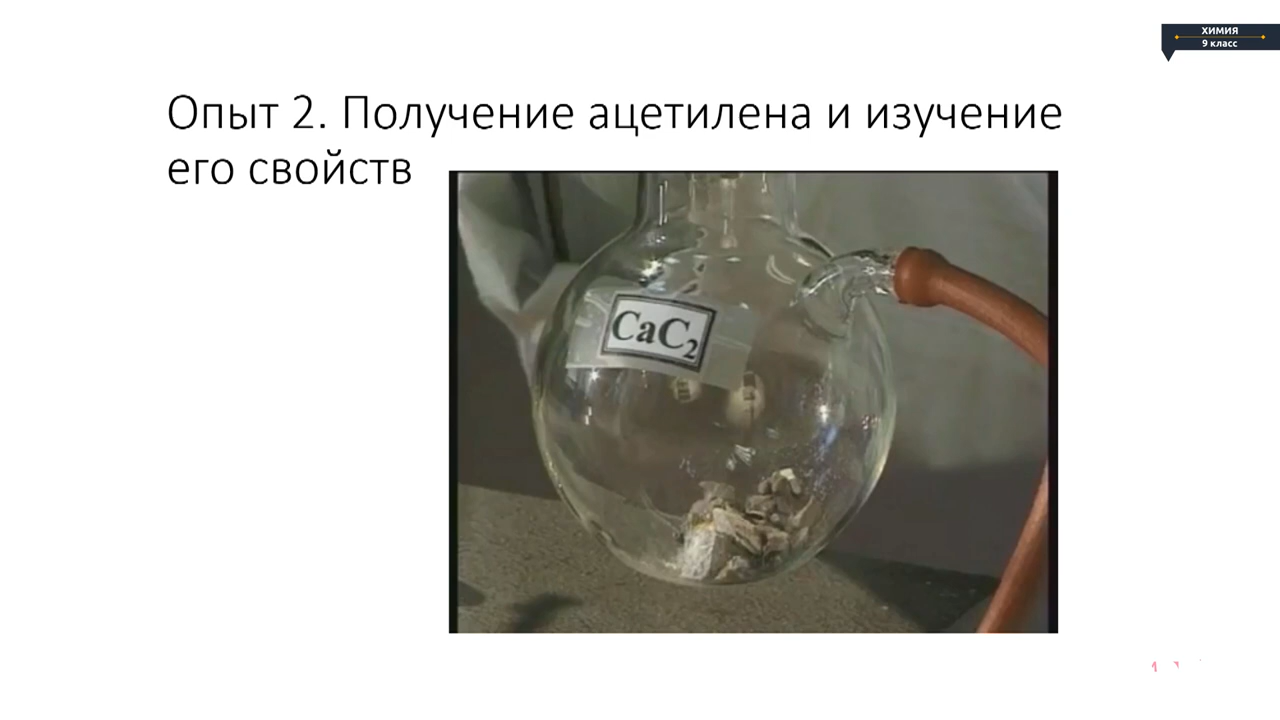 ХИМИЯ
9 класс
Опыт 2. Получение ацетилена и изучение
его свойств
CaC₂